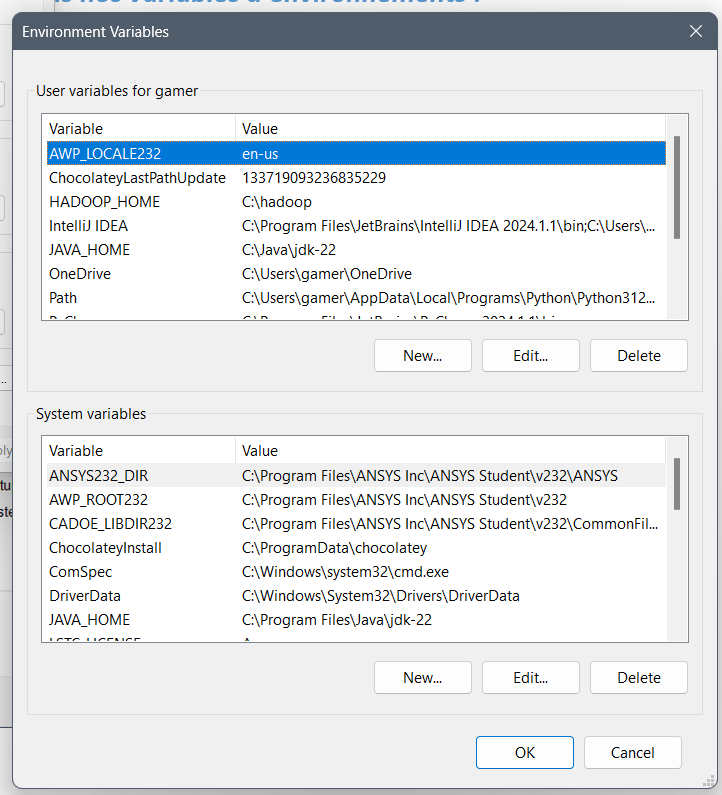 Environment Variables
User variables for gamer
Variable Value
AWP_LOCALE232 en-us
ChocolateyLastPathUpdate 133719093236835229
HADOOP_HOME C:\hadoop
IntelliJ IDEA C:\Program Files\JetBrains\IntelliJ IDEA 2024.1.1\bin;C:\Users\...
JAVA_HOME C:\Java\jdk-22
OneDrive C:\Users\gamer\OneDrive
Path C:\Users\gamer\AppData\Local\Programs\Python\Python312...
New... Edit... Delete
System variables
Variable Value
ANSYS232_DIR C:\Program Files\ANSYS Inc\ANSYS Student\v232\ANSYS
AWP_ROOT232 C:\Program Files\ANSYS Inc\ANSYS Student\v232
CADOE_LIBDIR232 C:\Program Files\ANSYS Inc\ANSYS Student\v232\CommonFil...
ChocolateyInstall C:\ProgramData\chocolatey
ComSpec C:\Windows\system32\cmd.exe
DriverData C:\Windows\System32\Drivers\DriverData
JAVA_HOME C:\Program Files\Java\jdk-22
New... Edit... Delete
OK Cancel